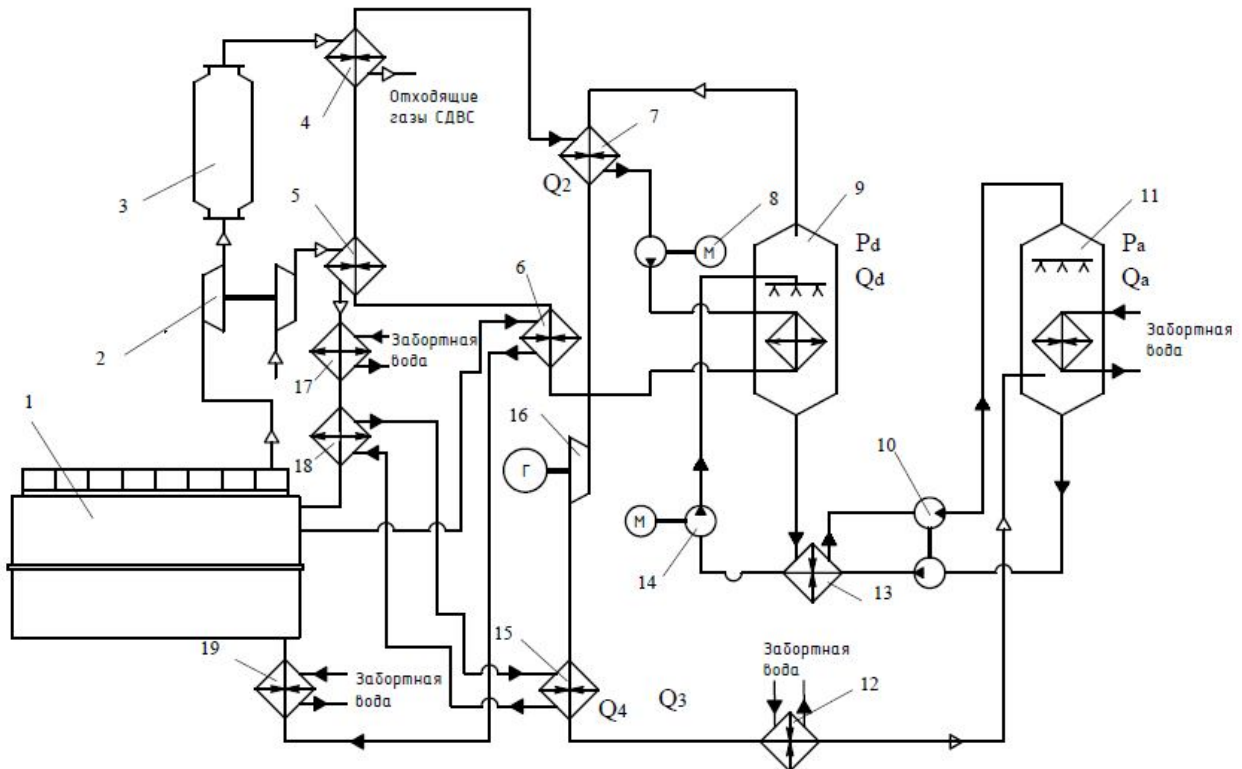 4
Отходящие
газы СДВС
3
7
Q2
5
8
9
11
M
Pd
Qd
Pa
Qa
2
6
Забортная
вода
17
Забортная
вода
1
16
18
Г
10
M
14
13
15
19
Забортная
вода
Забортная
вода
12
Q4
Q3